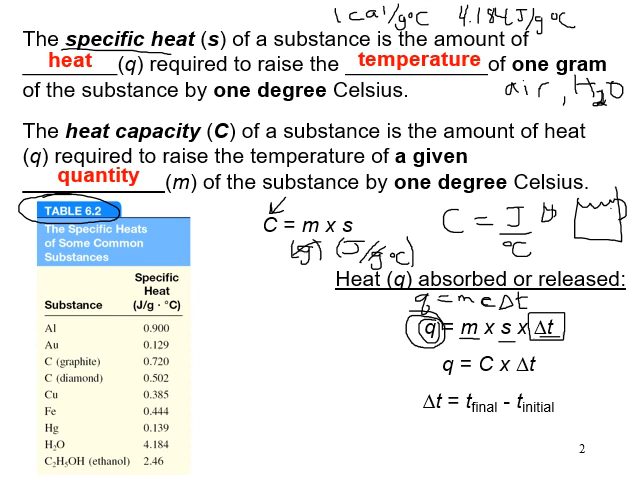 1 cal/g°C 4.184 J/g °C
The specific heat (s) of a substance is the amount of
heat (q) required to raise the temperature of one gram
of the substance by one degree Celsius.
air, H2O
The heat capacity (C) of a substance is the amount of heat
(q) required to raise the temperature of a given
quantity (m) of the substance by one degree Celsius.
TABLE 6.2
The Specific Heats
of Some Common
Substances
Specific
Heat
Substance (J/g · °C)
Al 0.900
Au 0.129
C (graphite) 0.720
C (diamond) 0.502
Cu 0.385
Fe 0.444
Hg 0.139
H2O 4.184
C2H5OH (ethanol) 2.46
C = m x s
(g) (J/g°C)
C = J/°C
Heat (q) absorbed or released:
q = m c Δt
q = m x s x Δt
q = C x Δt
Δt = tfinal - tinitial
2